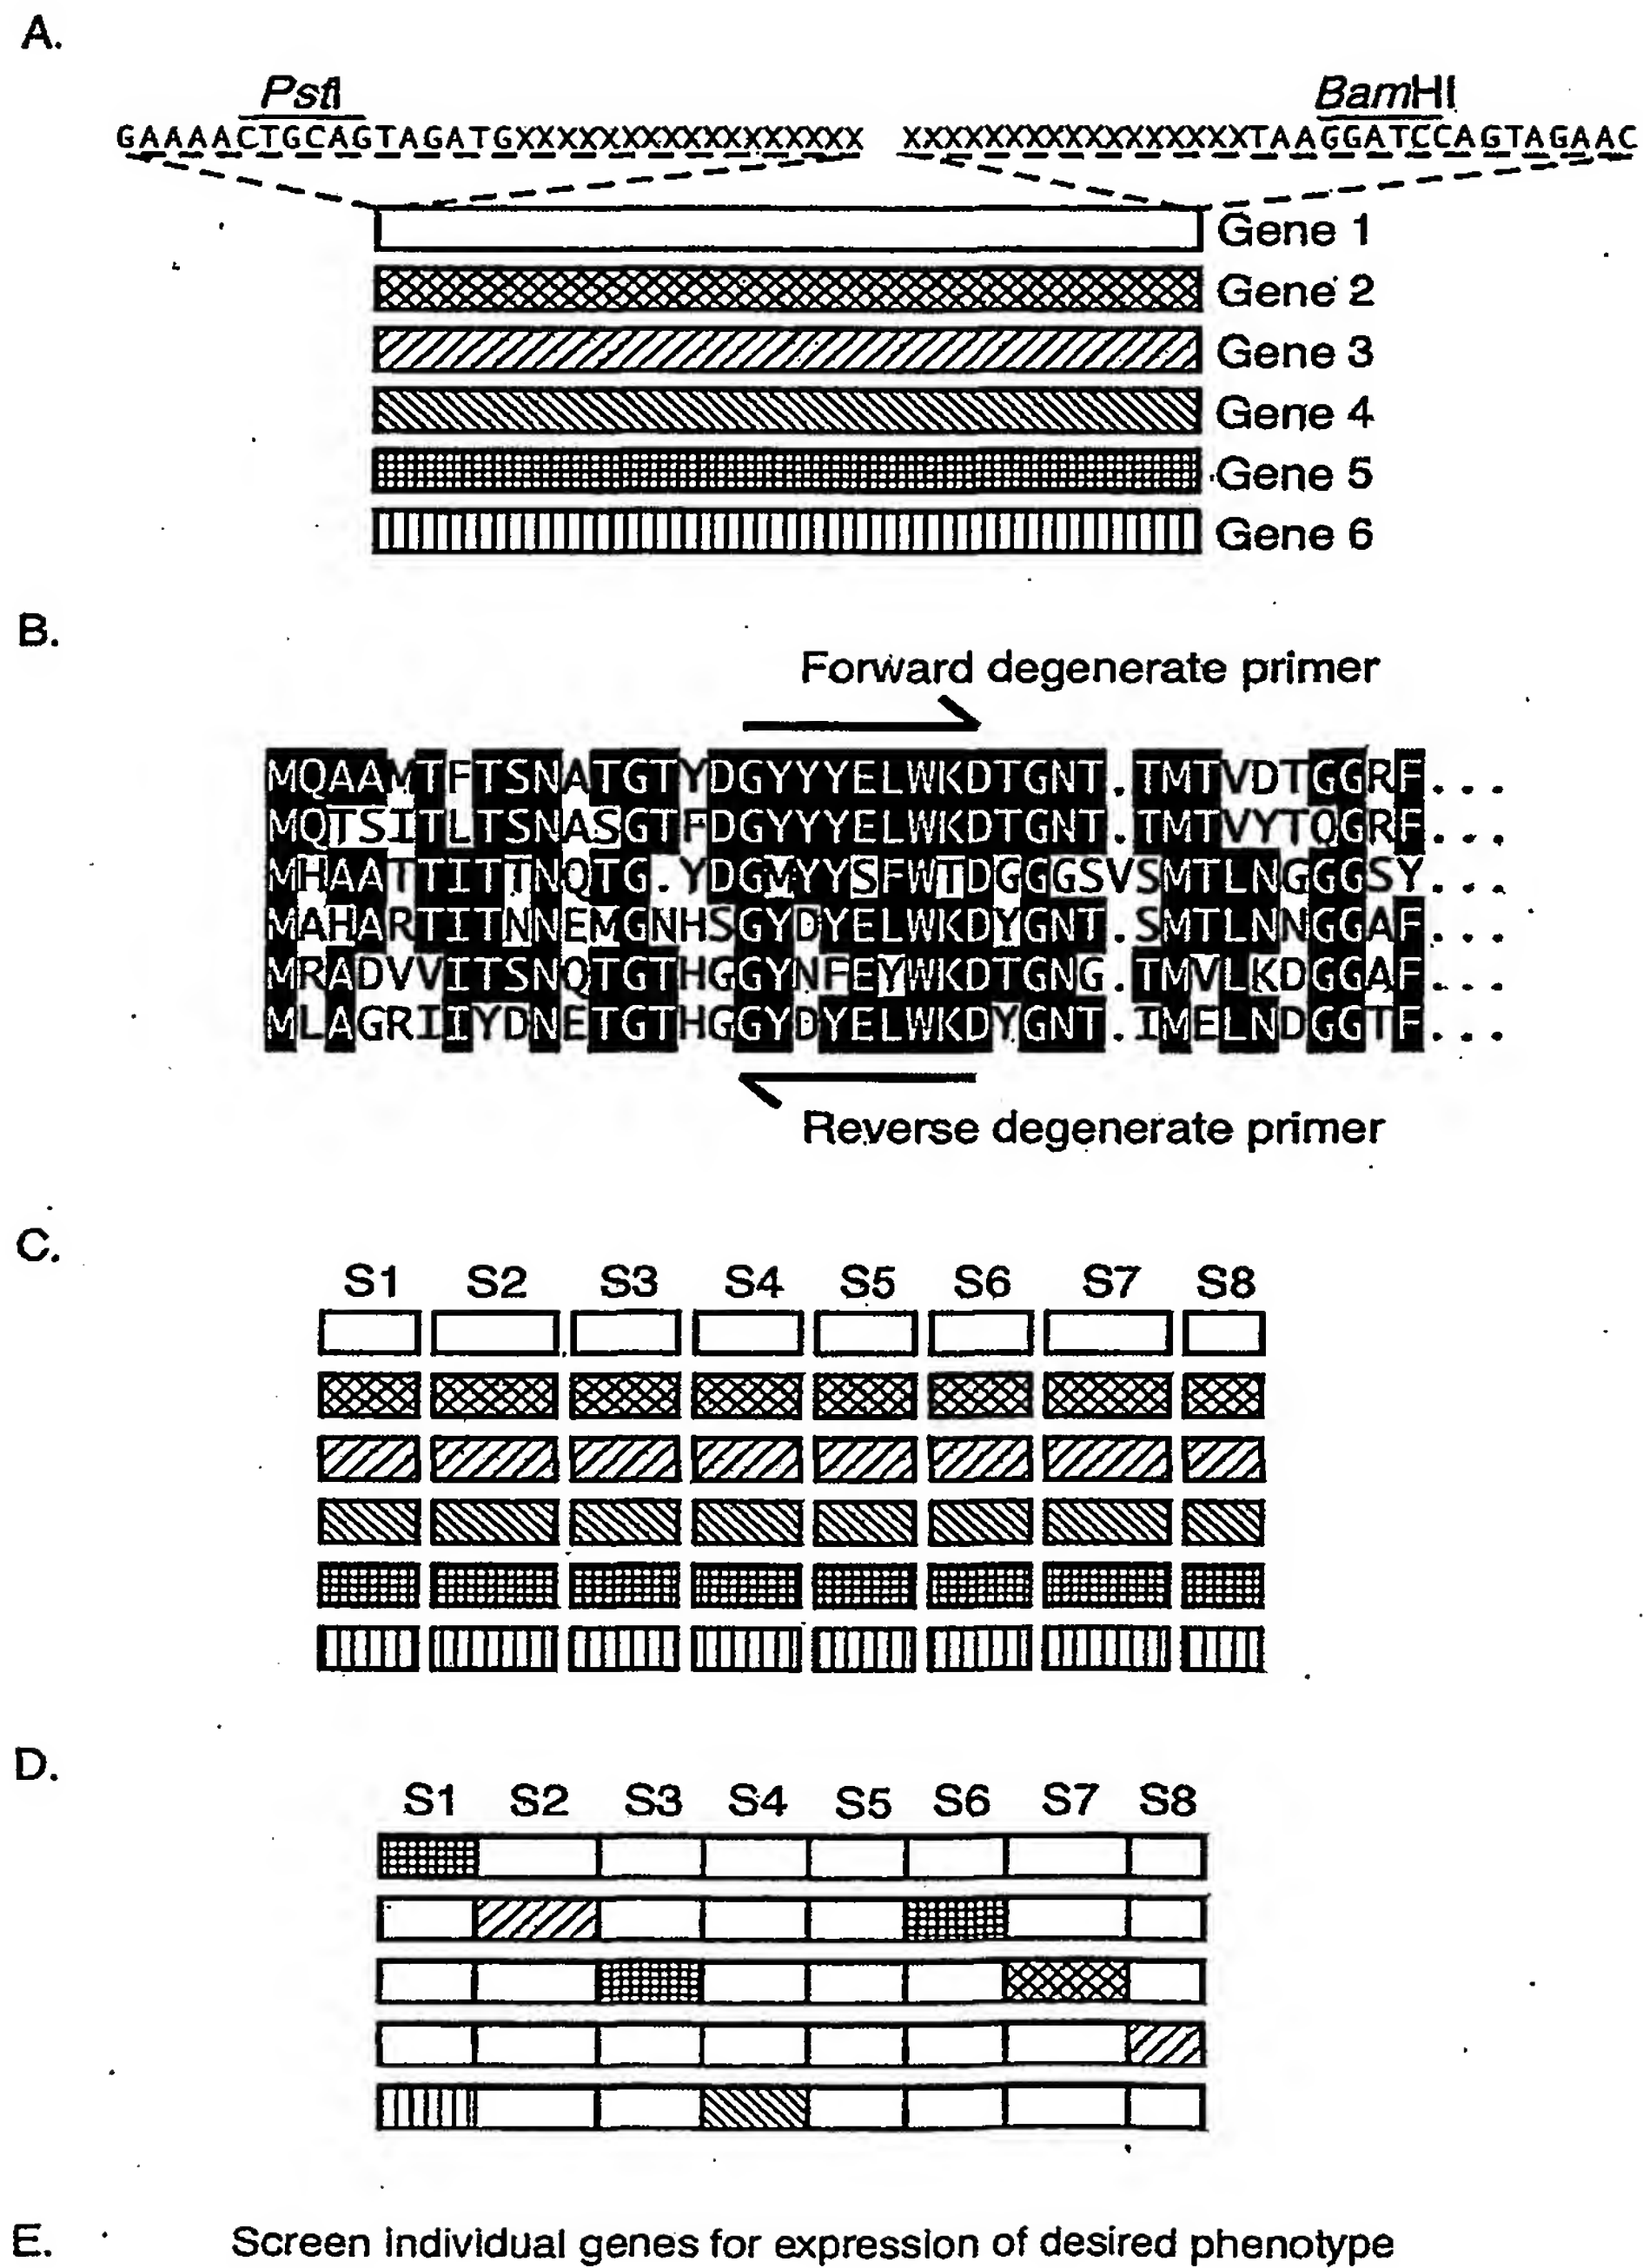 A.
PstI
BamHI
GAAAACTGCAGTAGATGXXXXXXXXXXXXXXX XXXXXXXXXXXXXXXTAAGGATCCAGTAGAAC
Gene 1
Gene 2
Gene 3
Gene 4
Gene 5
Gene 6
B.
Forward degenerate primer
MQAAMTFTSNATGTYDGYYYELWKDTGNT.TMTVDTGGRF...
MQTSITLTSNASGTFDGYYYELWKDTGNT.TMTVYTQGRF...
MHAATTITTNQTG.YDGMYYSFWTDGGGSVSMTLNGGGSY...
MAHARTITNNEMGNHSGYDYELWKDYGNT.SMTLNNGGAF...
MRADVVITSNQTGTHGGYNFEYWKDTGNG.TMVLKDGGAF...
MLAGRIIYDNETGTHGGYDYELWKDYGNT.IMELNDGGTF...
Reverse degenerate primer
C.
S1 S2 S3 S4 S5 S6 S7 S8
D.
S1 S2 S3 S4 S5 S6 S7 S8
E.
Screen individual genes for expression of desired phenotype